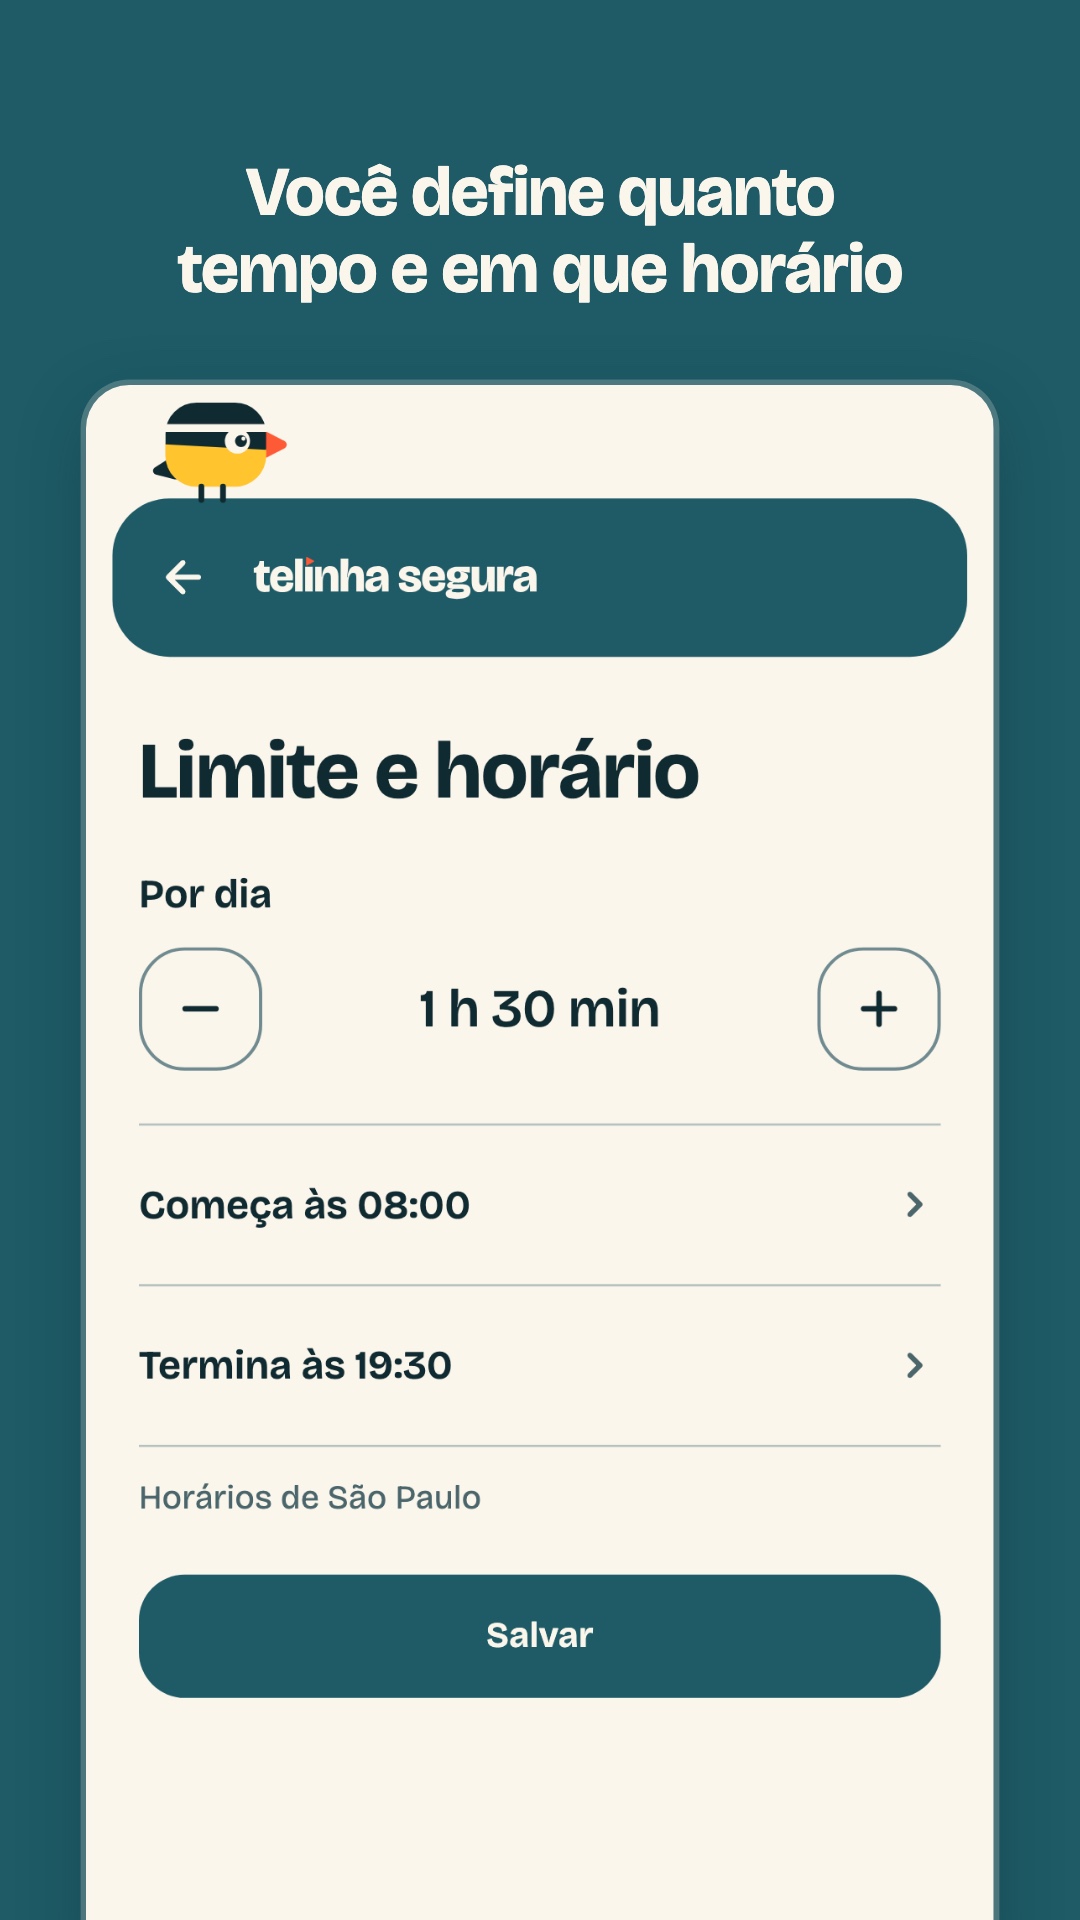 Você define quanto
tempo e em que horário
telinha segura
Limite e horário
Por dia
1 h 30 min
Começa às 08:00
Termina às 19:30
Horários de São Paulo
Salvar